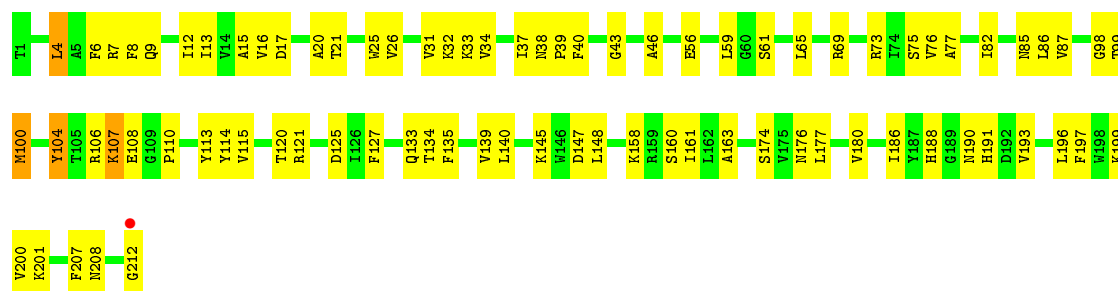 T1 L4 A5 F6 R7 F8 Q9 I12 I13 V14 A15 V16 D17 A20 T21 W25 V26 V31 K32 K33 V34 I37 N38 P39 F40 G43 A46 E56 L59 G60 S61 L65 R69 R73 I74 S75 V76 A77 I82 N85 L86 V87 G98 T99
M100 Y104 T105 R106 K107 E108 G109 P110 Y113 Y114 V115 T120 R121 D125 I126 F127 Q133 T134 F135 V139 L140 K145 W146 D147 L148 K158 R159 S160 I161 L162 A163 S174 V175 N176 L177 V180 I186 Y187 H188 G189 N190 H191 D192 V193 L196 F197 W198 K199
V200 K201 F207 N208 G212